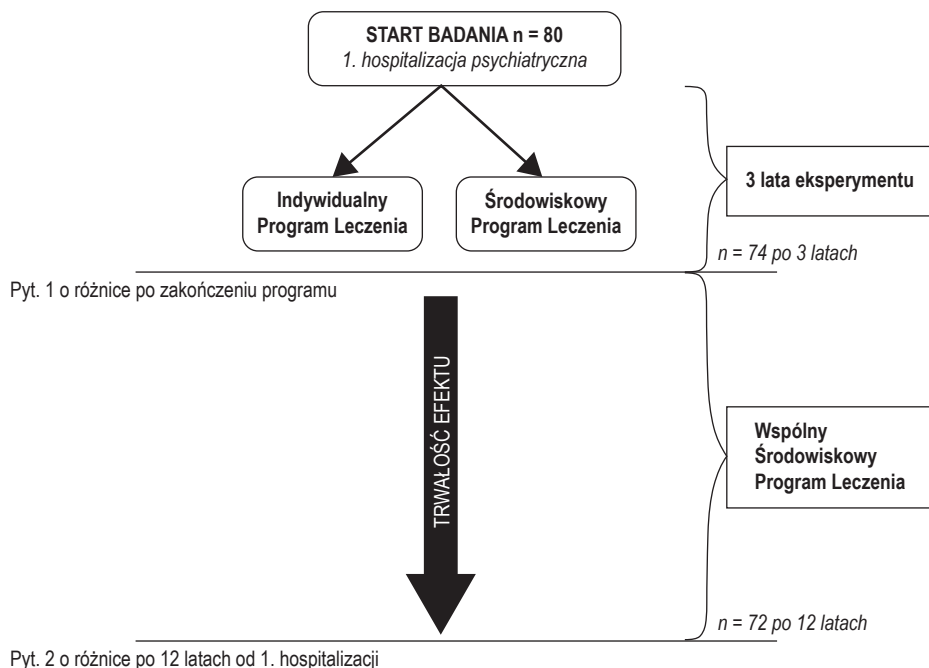 START BADANIA n = 80
1. hospitalizacja psychiatryczna
Indywidualny
Program Leczenia
Środowiskowy
Program Leczenia
3 lata eksperymentu
n = 74 po 3 latach
Pyt. 1 o różnice po zakończeniu programu
TRWAŁOŚĆ EFEKTU
Wspólny
Środowiskowy
Program Leczenia
n = 72 po 12 latach
Pyt. 2 o różnice po 12 latach od 1. hospitalizacji